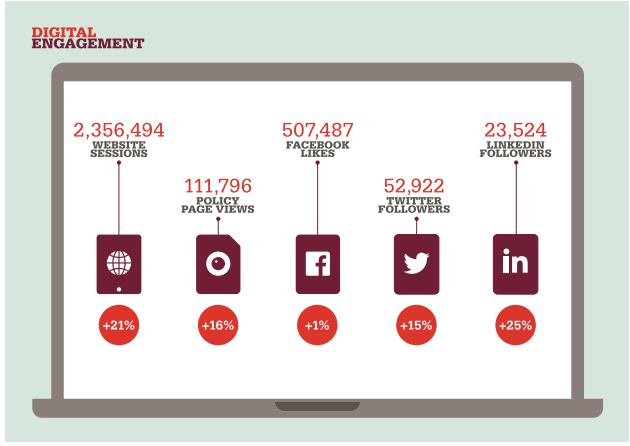 DIGITAL
ENGAGEMENT
2,356,494
WEBSITE
SESSIONS
111,796
POLICY
PAGE VIEWS
507,487
FACEBOOK
LIKES
52,922
TWITTER
FOLLOWERS
23,524
LINKEDIN
FOLLOWERS
in
+21%
+16%
+1%
+15%
+25%